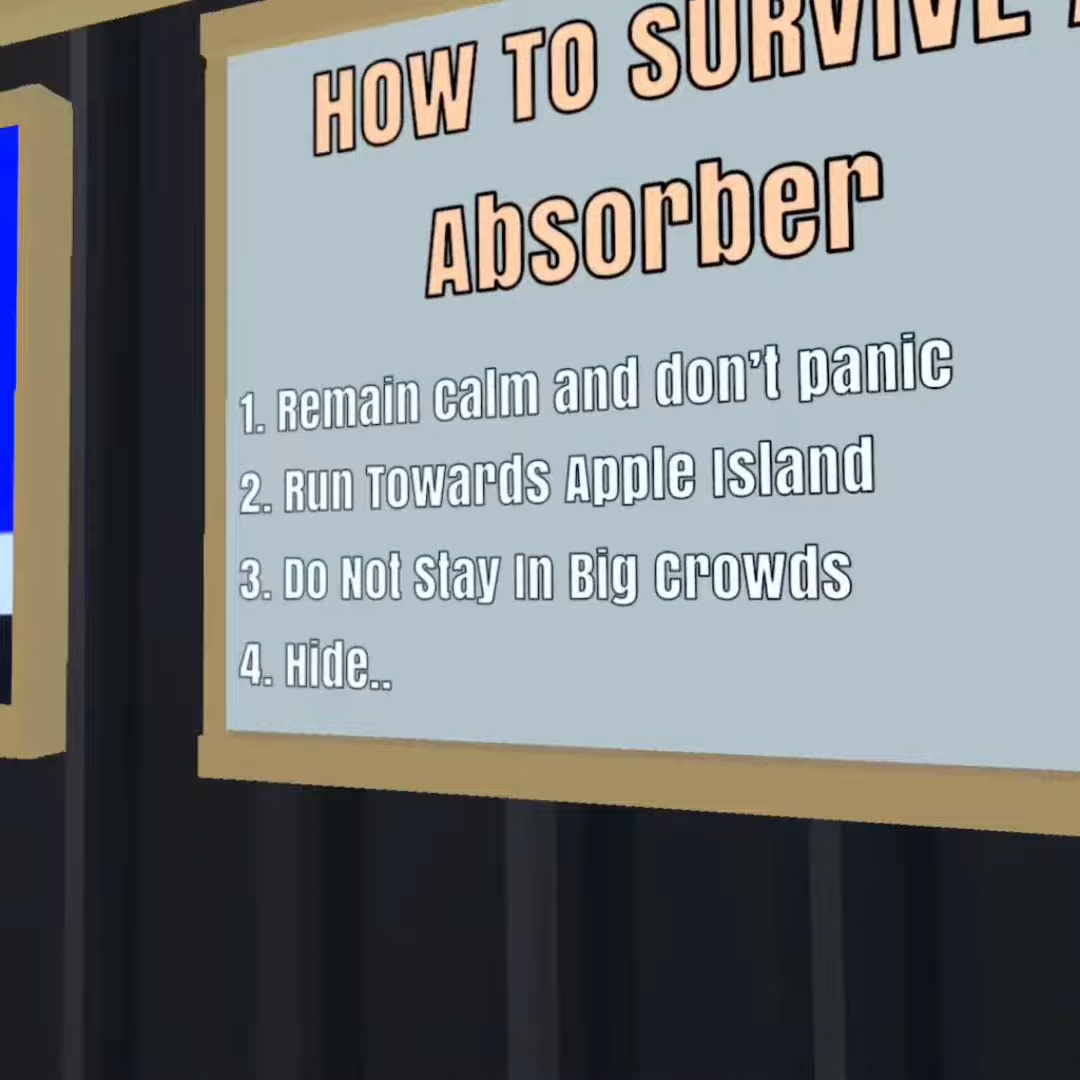 HOW TO SURVIVE
Absorber
1. Remain calm and don't panic
2. Run Towards Apple Island
3. Do Not Stay In Big Crowds
4. Hide..